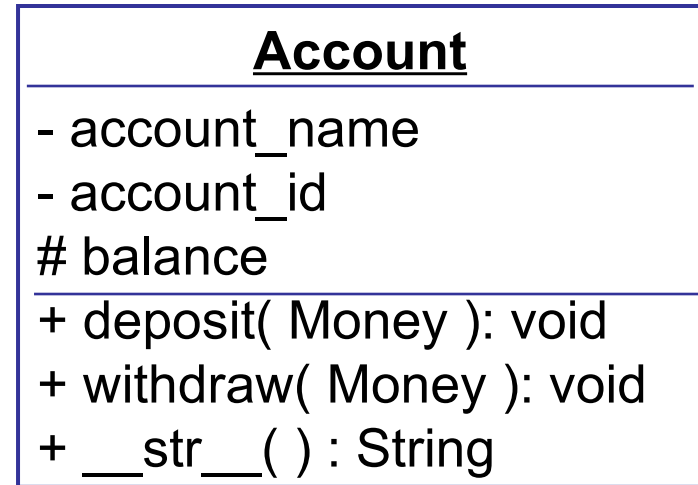 Account
- account_name
- account_id
# balance
+ deposit( Money ): void
+ withdraw( Money ): void
+ __str__( ) : String